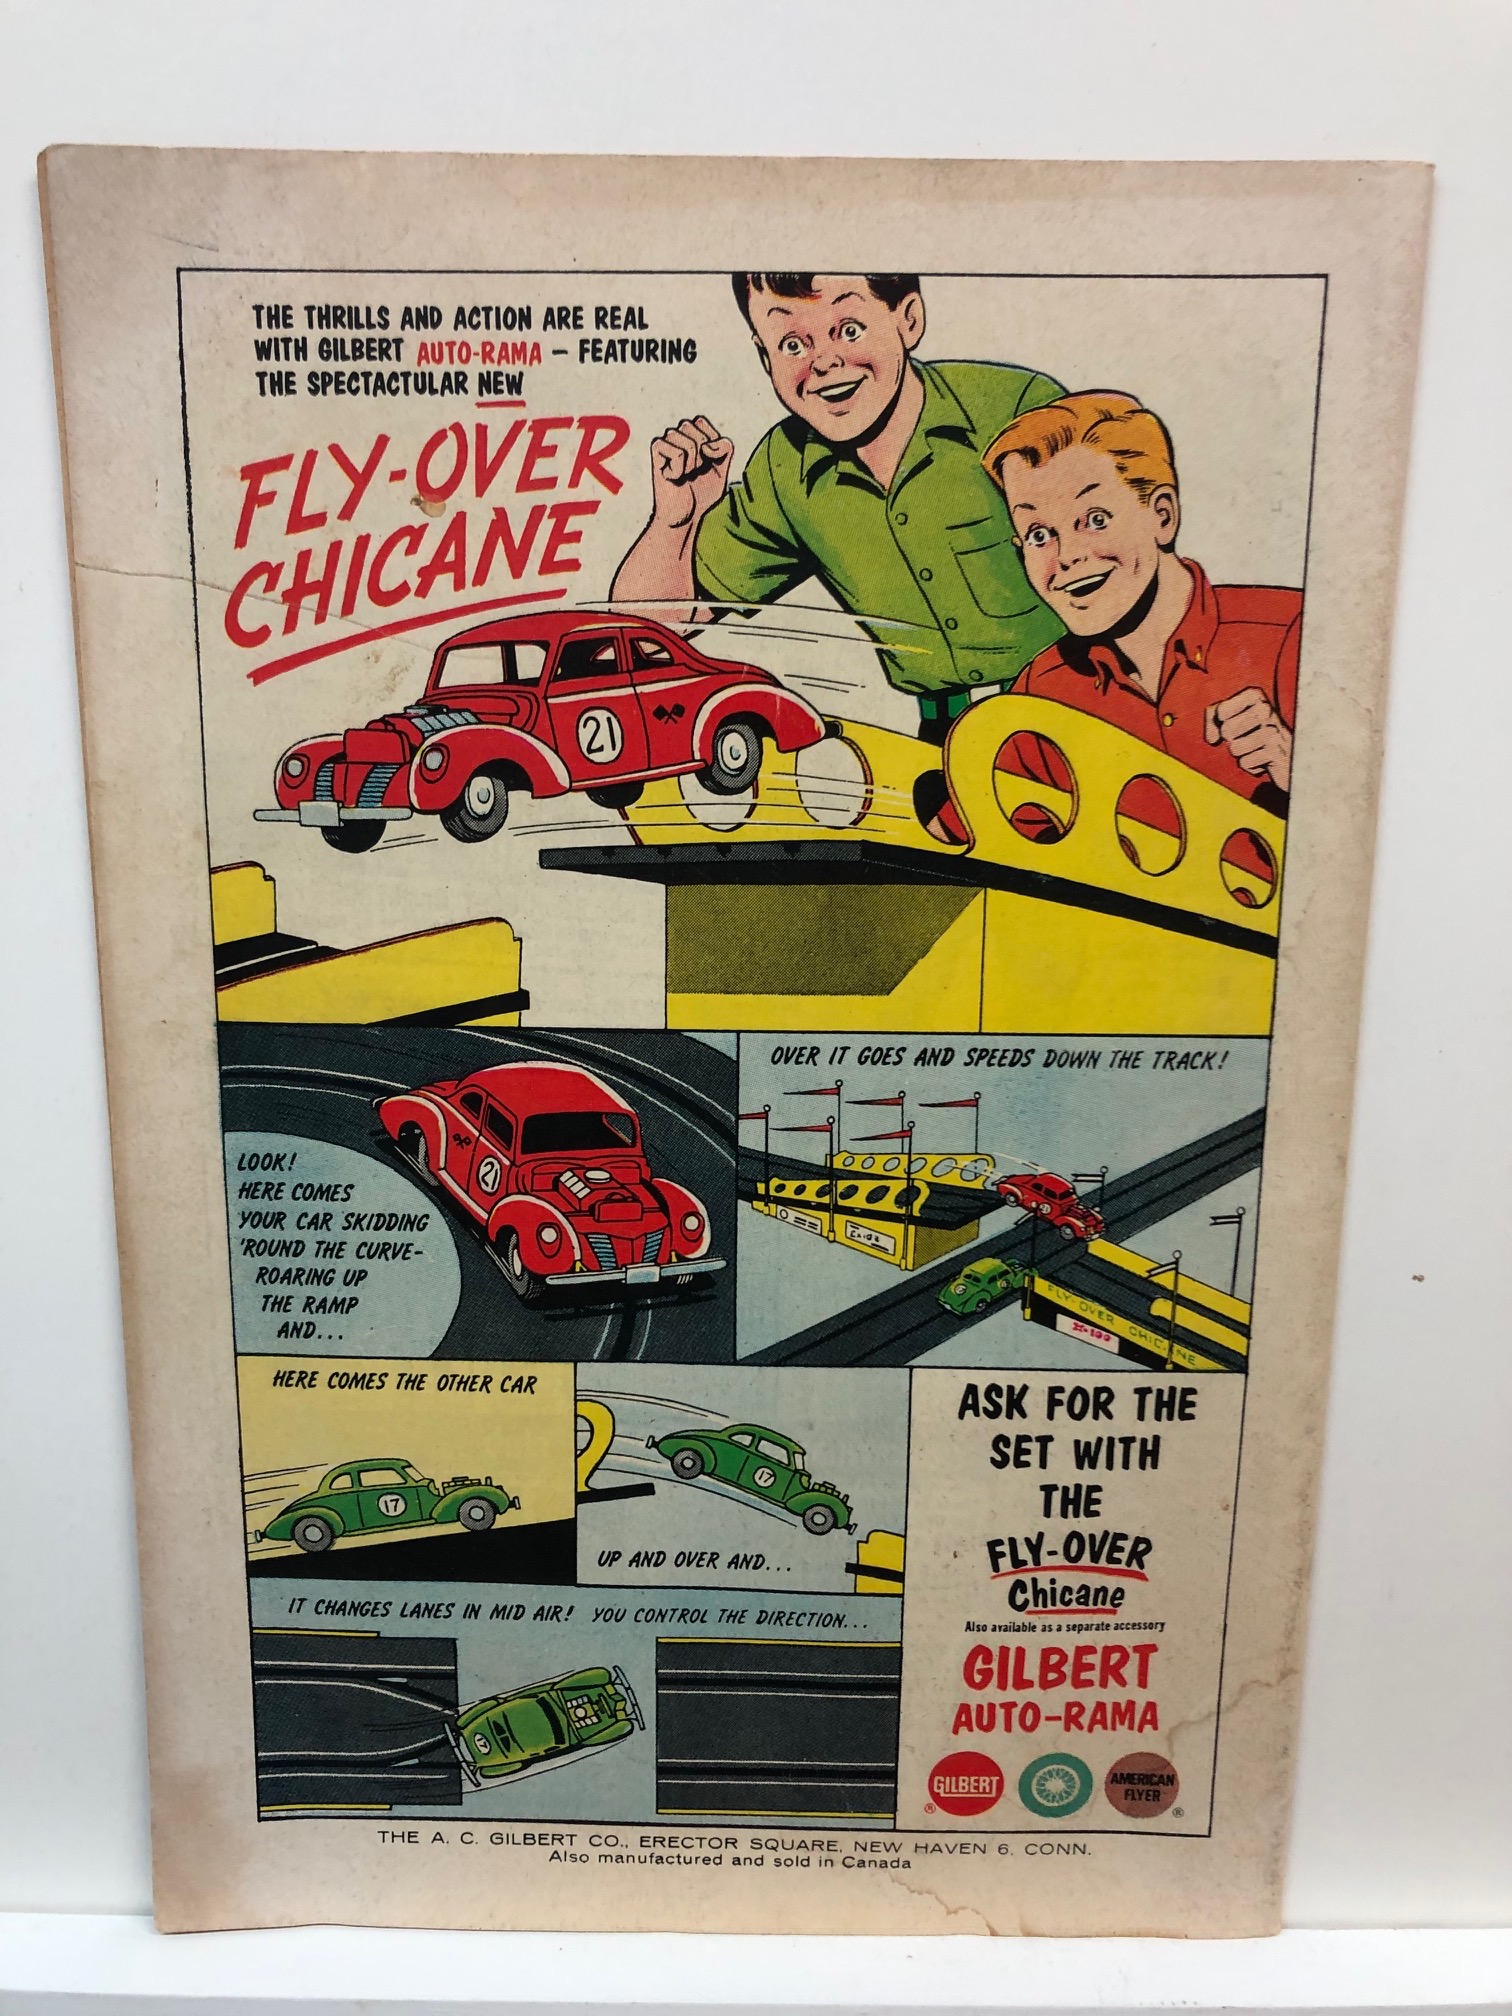 THE THRILLS AND ACTION ARE REAL
WITH GILBERT AUTO-RAMA – FEATURING
THE SPECTACTULAR NEW
FLY-OVER
CHICANE
21
LOOK!
HERE COMES
YOUR CAR SKIDDING
'ROUND THE CURVE-
ROARING UP
THE RAMP
AND...
21
OVER IT GOES AND SPEEDS DOWN THE TRACK!
21
FLY-OVER CHICANE
X-100
HERE COMES THE OTHER CAR
17
17
UP AND OVER AND...
IT CHANGES LANES IN MID AIR! YOU CONTROL THE DIRECTION...
17
ASK FOR THE
SET WITH
THE
FLY-OVER
Chicane
Also available as a separate accessory
GILBERT
AUTO-RAMA
GILBERT
®
AMERICAN
FLYER
®
THE A. C. GILBERT CO., ERECTOR SQUARE, NEW HAVEN 6, CONN.
Also manufactured and sold in Canada